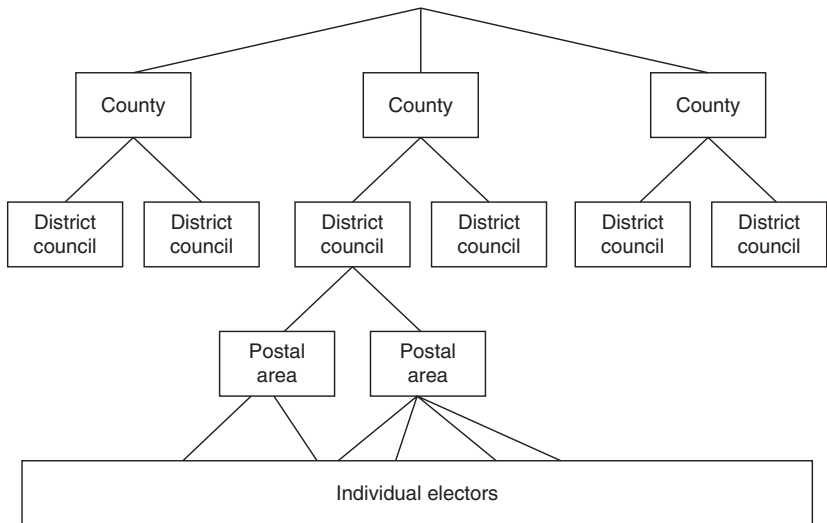 County
County
County
District
council
District
council
District
council
District
council
District
council
District
council
Postal
area
Postal
area
Individual electors